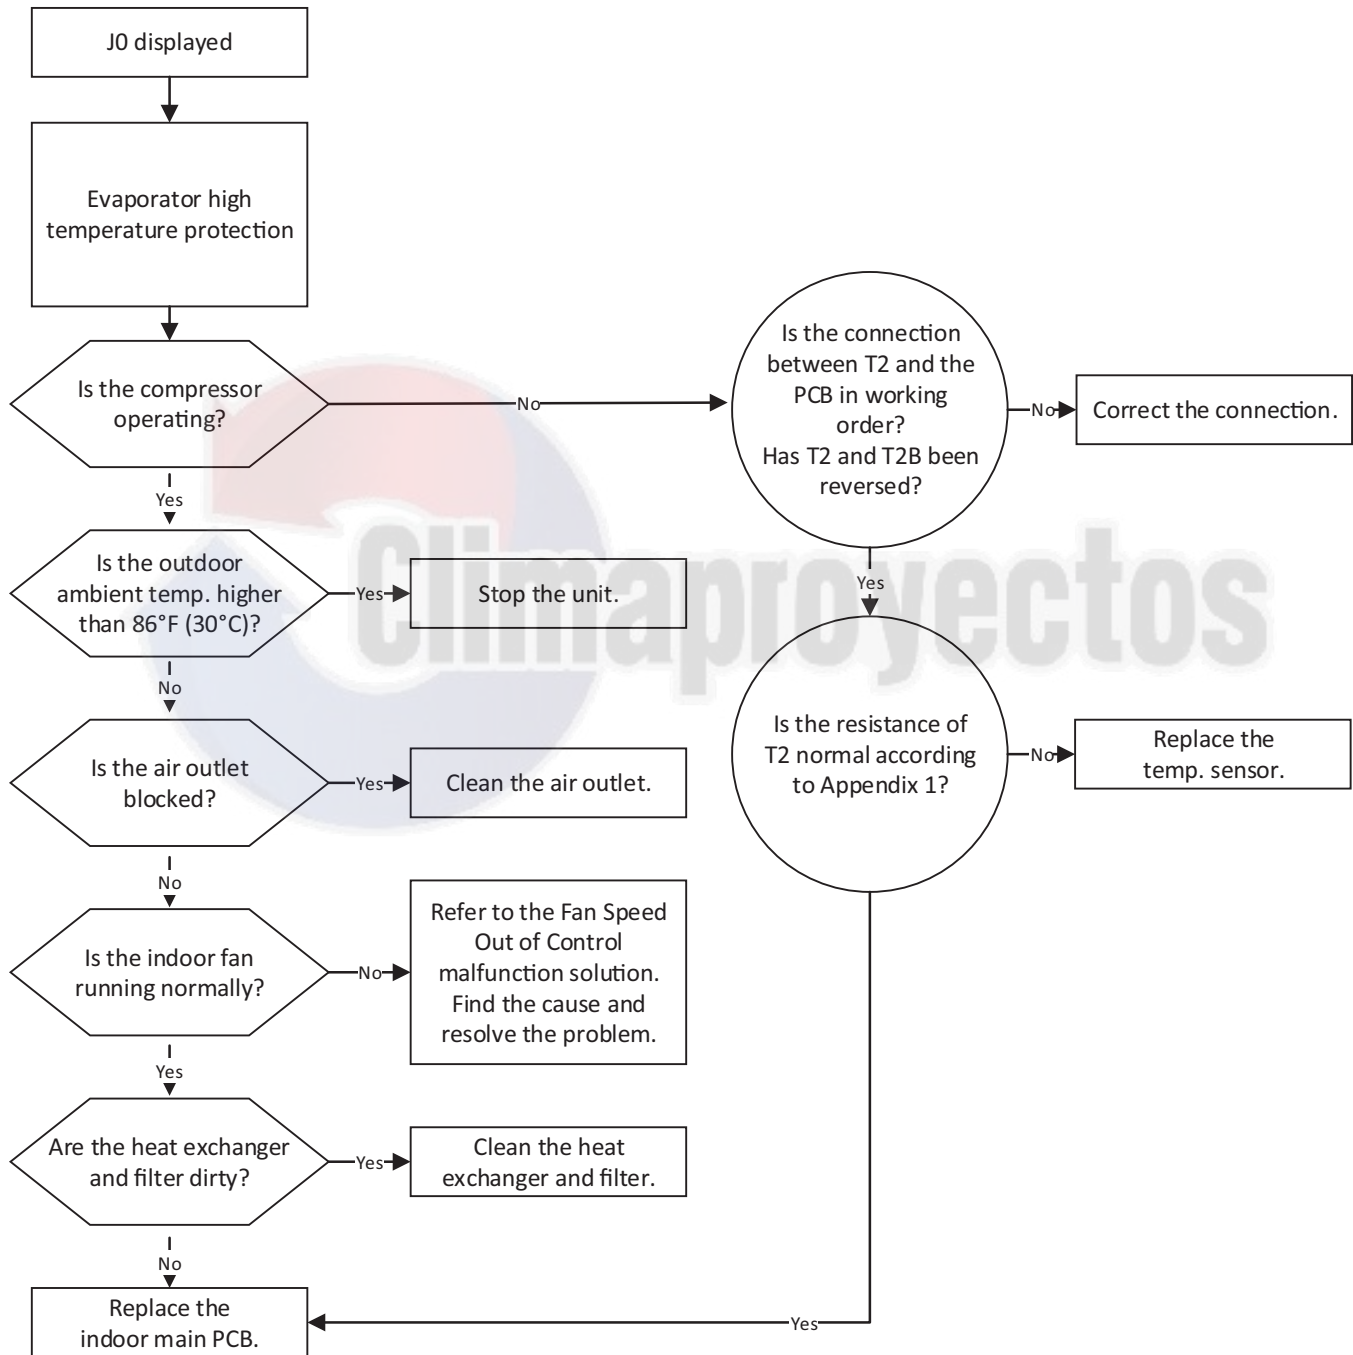 J0 displayed
Evaporator high
temperature protection
Is the compressor
operating?
No
Is the connection
between T2 and the
PCB in working
order?
Has T2 and T2B been
reversed?
No
Correct the connection.
Yes
Is the outdoor
ambient temp. higher
than 86°F (30°C)?
Yes
Stop the unit.
Yes
No
Is the resistance of
T2 normal according
to Appendix 1?
No
Replace the
temp. sensor.
Is the air outlet
blocked?
Yes
Clean the air outlet.
No
Is the indoor fan
running normally?
No
Refer to the Fan Speed
Out of Control
malfunction solution.
Find the cause and
resolve the problem.
Yes
Are the heat exchanger
and filter dirty?
Yes
Clean the heat
exchanger and filter.
No
Replace the
indoor main PCB.
Yes
Climaproyectos